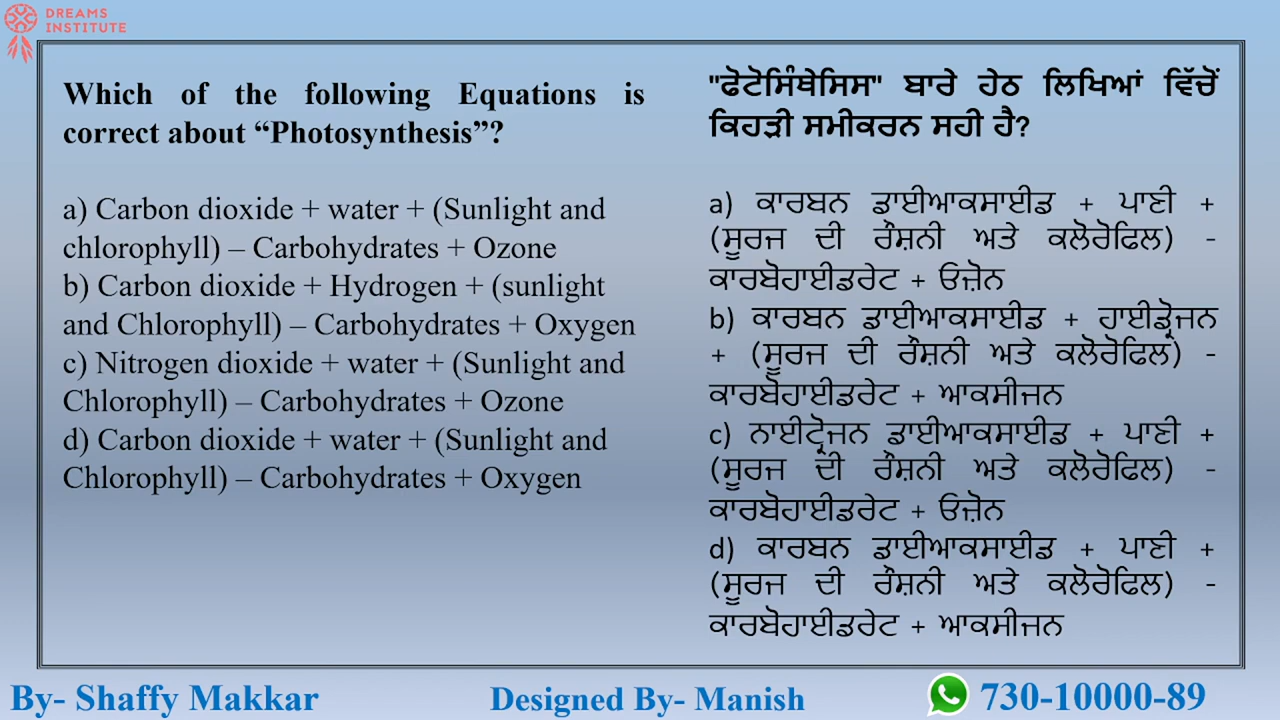 DREAMS
INSTITUTE
Which of the following Equations is
correct about “Photosynthesis”?
a) Carbon dioxide + water + (Sunlight and
chlorophyll) – Carbohydrates + Ozone
b) Carbon dioxide + Hydrogen + (sunlight
and Chlorophyll) – Carbohydrates + Oxygen
c) Nitrogen dioxide + water + (Sunlight and
Chlorophyll) – Carbohydrates + Ozone
d) Carbon dioxide + water + (Sunlight and
Chlorophyll) – Carbohydrates + Oxygen
"ਫੋਟੋਸਿੰਥੇਸਿਸ" ਬਾਰੇ ਹੇਠ ਲਿਖਿਆਂ ਵਿੱਚੋਂ
ਕਿਹੜੀ ਸਮੀਕਰਨ ਸਹੀ ਹੈ?
a) ਕਾਰਬਨ ਡਾਈਆਕਸਾਈਡ + ਪਾਣੀ +
(ਸੂਰਜ ਦੀ ਰੌਸ਼ਨੀ ਅਤੇ ਕਲੋਰੋਫਿਲ) -
ਕਾਰਬੋਹਾਈਡਰੇਟ + ਓਜ਼ੋਨ
b) ਕਾਰਬਨ ਡਾਈਆਕਸਾਈਡ + ਹਾਈਡ੍ਰੋਜਨ
+ (ਸੂਰਜ ਦੀ ਰੌਸ਼ਨੀ ਅਤੇ ਕਲੋਰੋਫਿਲ) -
ਕਾਰਬੋਹਾਈਡਰੇਟ + ਆਕਸੀਜਨ
c) ਨਾਈਟ੍ਰੋਜਨ ਡਾਈਆਕਸਾਈਡ + ਪਾਣੀ +
(ਸੂਰਜ ਦੀ ਰੌਸ਼ਨੀ ਅਤੇ ਕਲੋਰੋਫਿਲ) -
ਕਾਰਬੋਹਾਈਡਰੇਟ + ਓਜ਼ੋਨ
d) ਕਾਰਬਨ ਡਾਈਆਕਸਾਈਡ + ਪਾਣੀ +
(ਸੂਰਜ ਦੀ ਰੌਸ਼ਨੀ ਅਤੇ ਕਲੋਰੋਫਿਲ) -
ਕਾਰਬੋਹਾਈਡਰੇਟ + ਆਕਸੀਜਨ
By- Shaffy Makkar
Designed By- Manish
730-10000-89